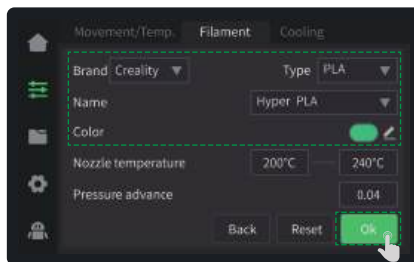 Movement/Temp. Filament Cooling
Brand Creality Type PLA
Name Hyper PLA
Color
Nozzle temperature 200°C 240°C
Pressure advance 0.04
Back Reset Ok